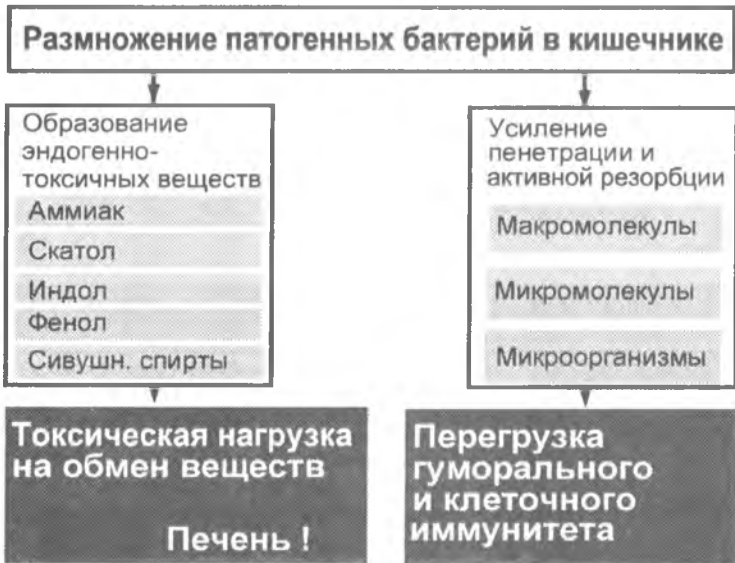 Размножение патогенных бактерий в кишечнике
Образование
эндогенно-
токсичных веществ
Аммиак
Скатол
Индол
Фенол
Сивушн. спирты
Токсическая нагрузка
на обмен веществ
Печень !
Усиление
пенетрации и
активной резорбции
Макромолекулы
Микромолекулы
Микроорганизмы
Перегрузка
гуморального
и клеточного
иммунитета